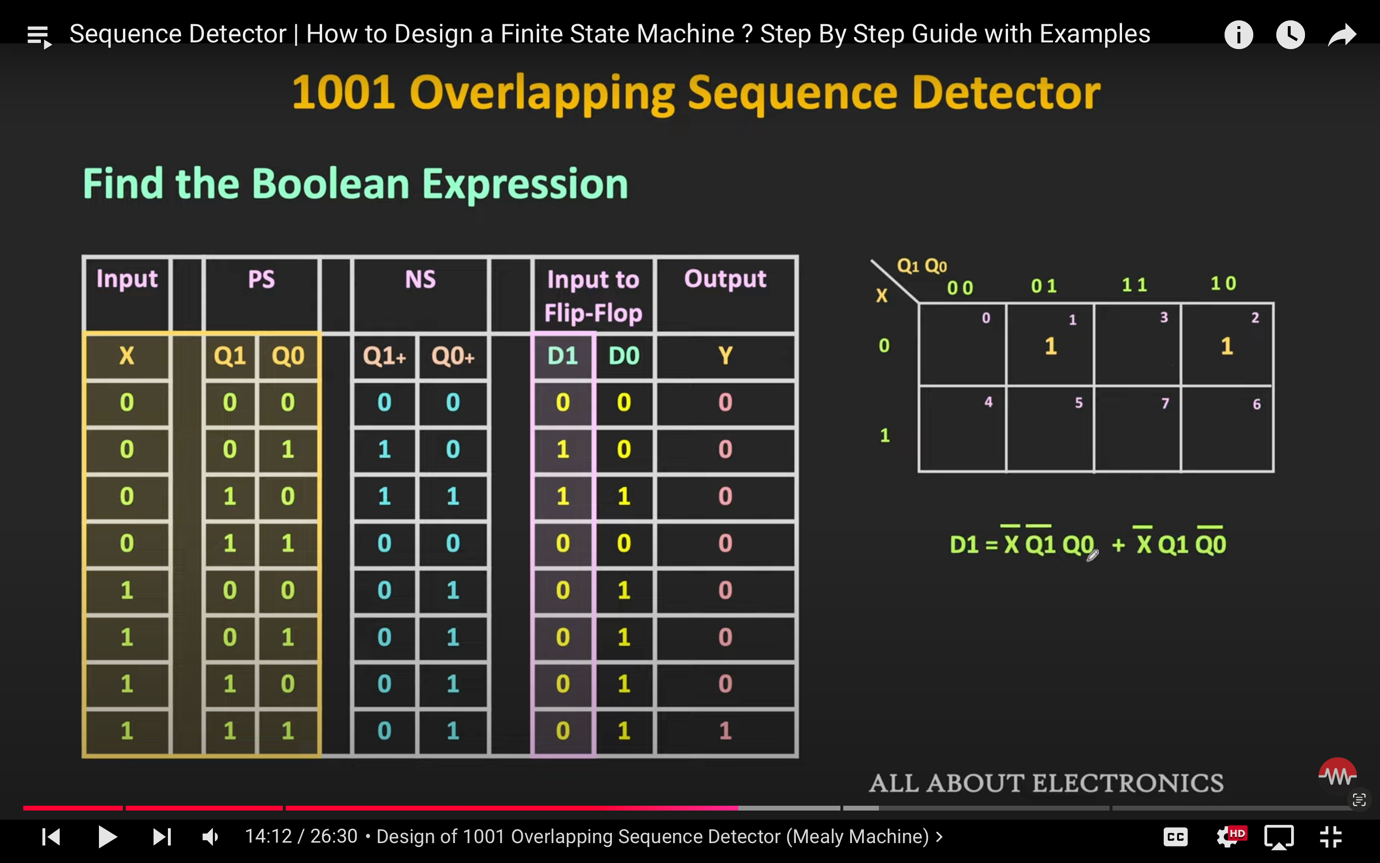 Sequence Detector | How to Design a Finite State Machine ? Step By Step Guide with Examples
1001 Overlapping Sequence Detector
Find the Boolean Expression
Input PS NS Input to Flip-Flop Output
X Q1 Q0 Q1+ Q0+ D1 D0 Y
0 0 0 0 0 0 0 0
0 0 1 1 0 1 0 0
0 1 0 1 1 1 1 0
0 1 1 0 0 0 0 0
1 0 0 0 1 0 1 0
1 0 1 0 1 0 1 0
1 1 0 0 1 0 1 0
1 1 1 0 1 0 1 1
Q1 Q0
X 00 01 11 10
0 1 3 2
0 1 1
4 5 7 6
1
D1 = X̅ Q̅1̅ Q0 + X̅ Q1 Q̅0̅
ALL ABOUT ELECTRONICS
14:12 / 26:30 • Design of 1001 Overlapping Sequence Detector (Mealy Machine) >
CC HD